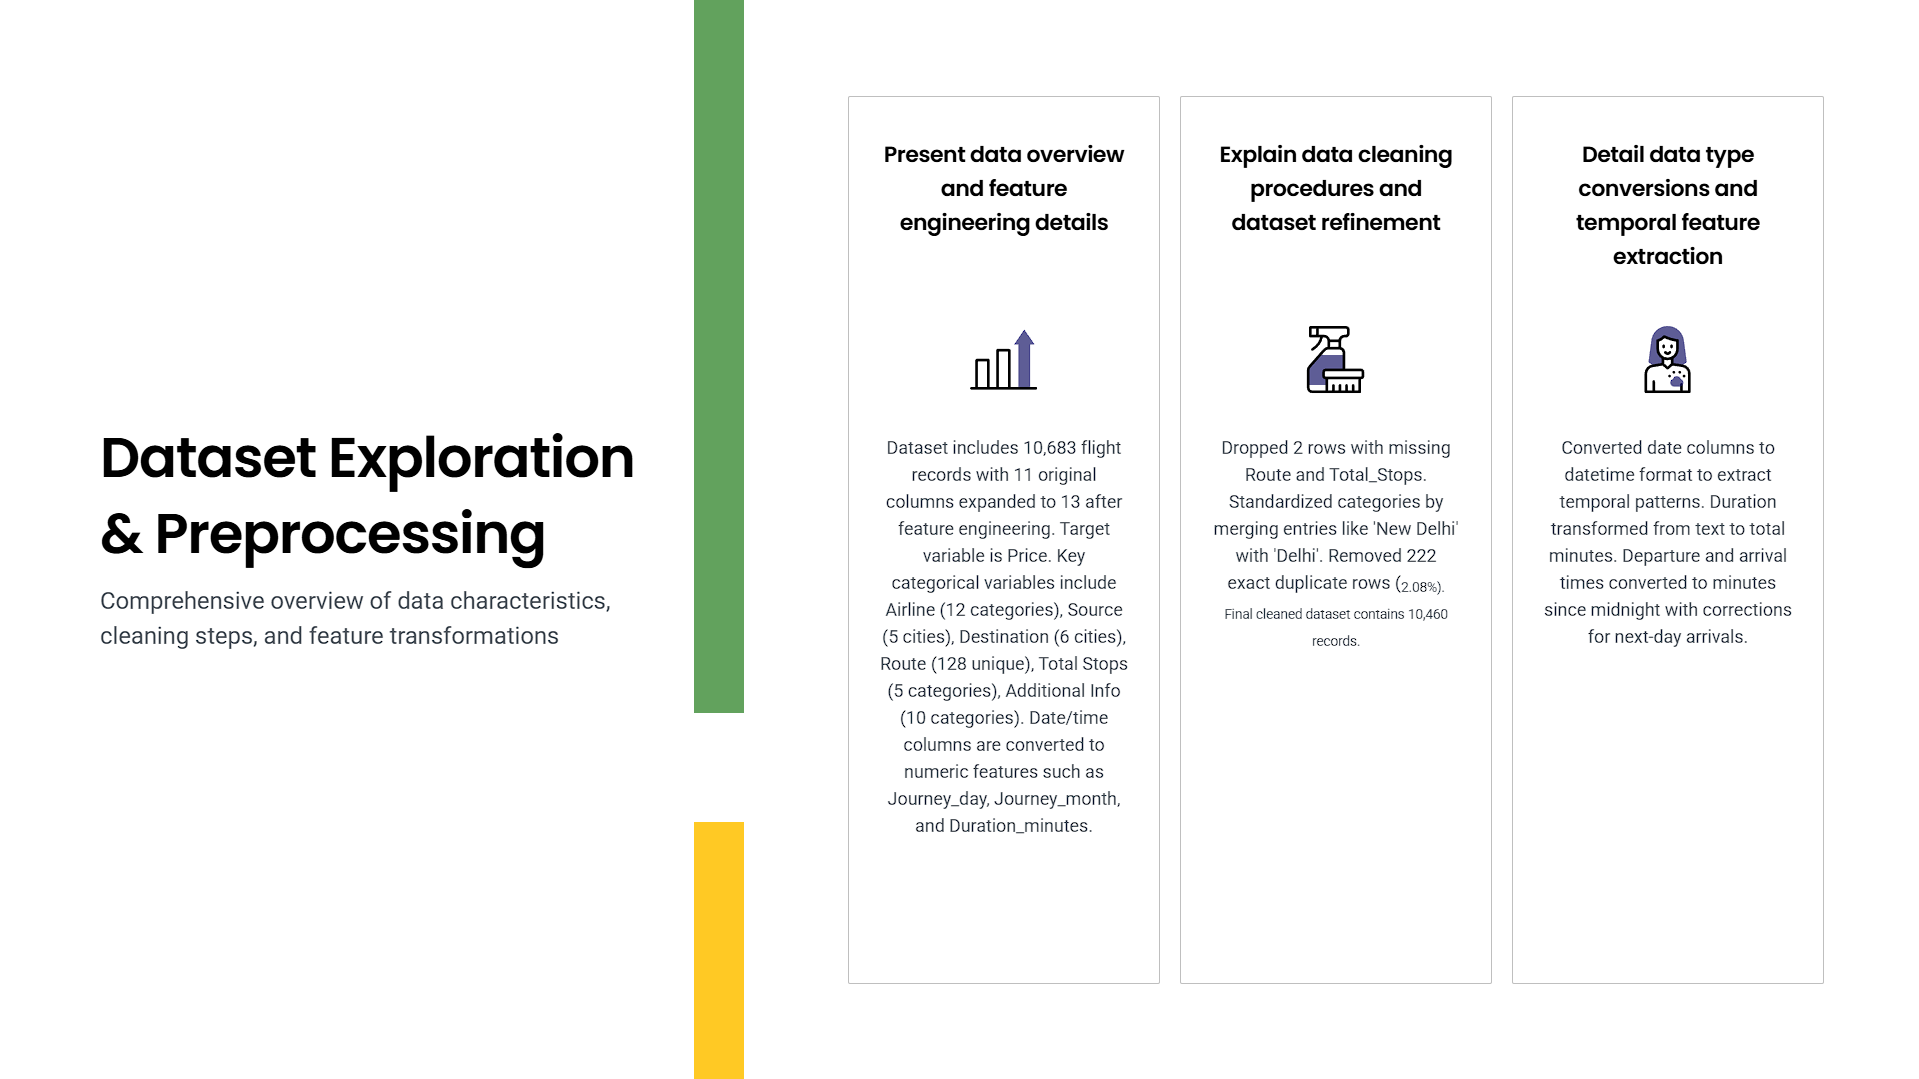 Dataset Exploration
& Preprocessing
Comprehensive overview of data characteristics,
cleaning steps, and feature transformations
Present data overview
and feature
engineering details
Dataset includes 10,683 flight
records with 11 original
columns expanded to 13 after
feature engineering. Target
variable is Price. Key
categorical variables include
Airline (12 categories), Source
(5 cities), Destination (6 cities),
Route (128 unique), Total Stops
(5 categories), Additional Info
(10 categories). Date/time
columns are converted to
numeric features such as
Journey_day, Journey_month,
and Duration_minutes.
Explain data cleaning
procedures and
dataset refinement
Dropped 2 rows with missing
Route and Total_Stops.
Standardized categories by
merging entries like 'New Delhi'
with 'Delhi'. Removed 222
exact duplicate rows (2.08%).
Final cleaned dataset contains 10,460
records.
Detail data type
conversions and
temporal feature
extraction
Converted date columns to
datetime format to extract
temporal patterns. Duration
transformed from text to total
minutes. Departure and arrival
times converted to minutes
since midnight with corrections
for next-day arrivals.